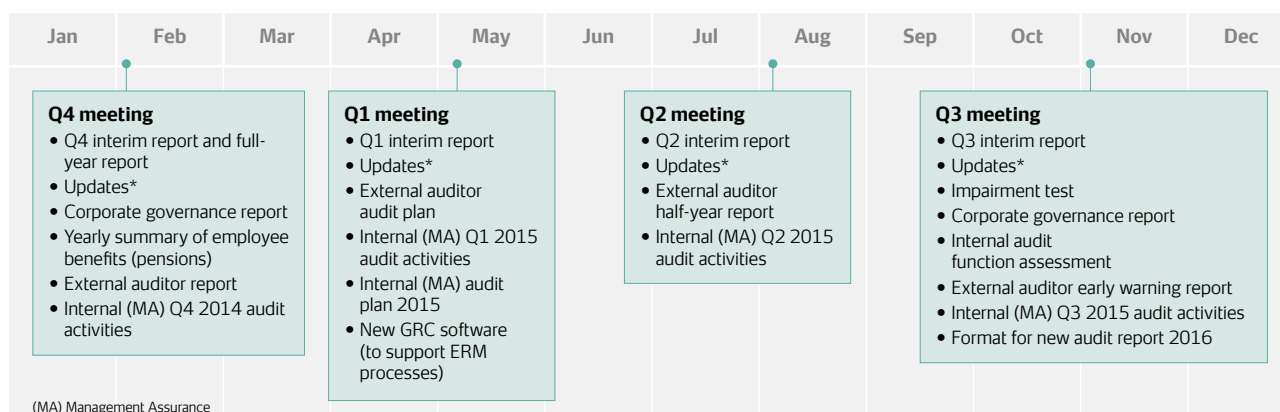 Jan Feb Mar Apr May Jun Jul Aug Sep Oct Nov Dec
Q4 meeting
• Q4 interim report and full-
year report
• Updates*
• Corporate governance report
• Yearly summary of employee
benefits (pensions)
• External auditor report
• Internal (MA) Q4 2014 audit
activities
Q1 meeting
• Q1 interim report
• Updates*
• External auditor
audit plan
• Internal (MA) Q1 2015
audit activities
• Internal (MA) audit
plan 2015
• New GRC software
(to support ERM
processes)
Q2 meeting
• Q2 interim report
• Updates*
• External auditor
half-year report
• Internal (MA) Q2 2015
audit activities
Q3 meeting
• Q3 interim report
• Updates*
• Impairment test
• Corporate governance report
• Internal audit
function assessment
• External auditor early warning report
• Internal (MA) Q3 2015 audit activities
• Format for new audit report 2016
(MA) Management Assurance